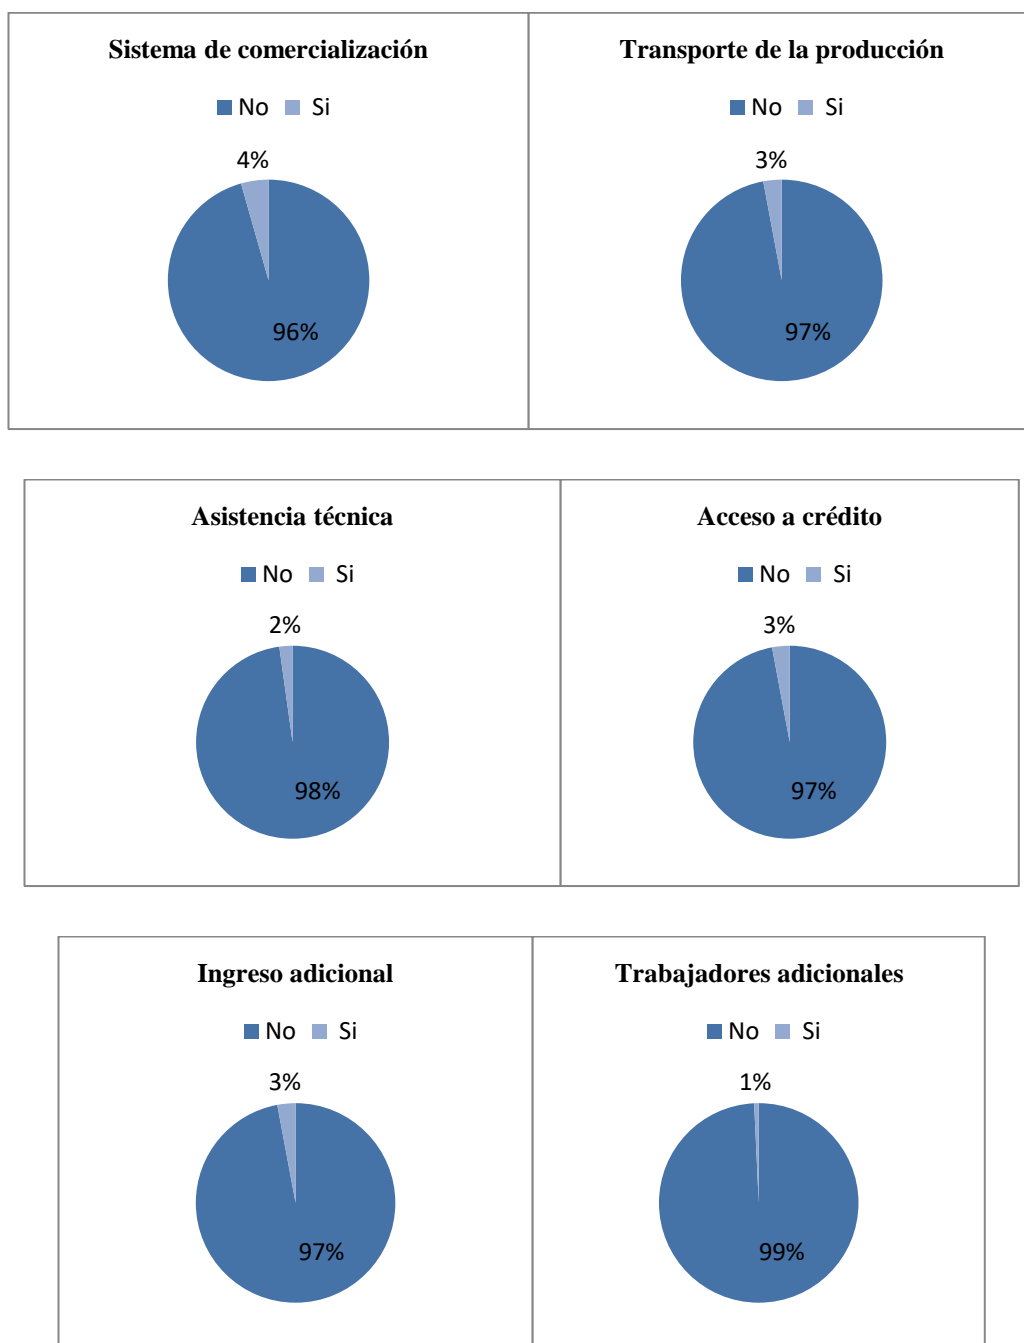 Sistema de comercialización
No Si
4%
96%
Transporte de la producción
No Si
3%
97%
Asistencia técnica
No Si
2%
98%
Acceso a crédito
No Si
3%
97%
Ingreso adicional
No Si
3%
97%
Trabajadores adicionales
No Si
1%
99%